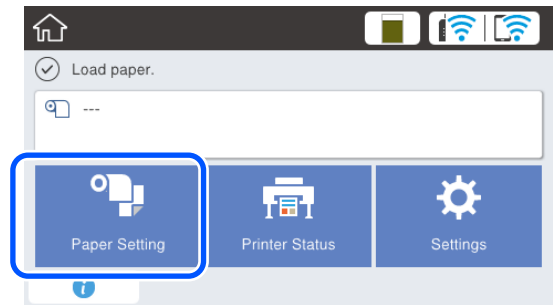 Load paper.
---
Paper Setting
Printer Status
Settings